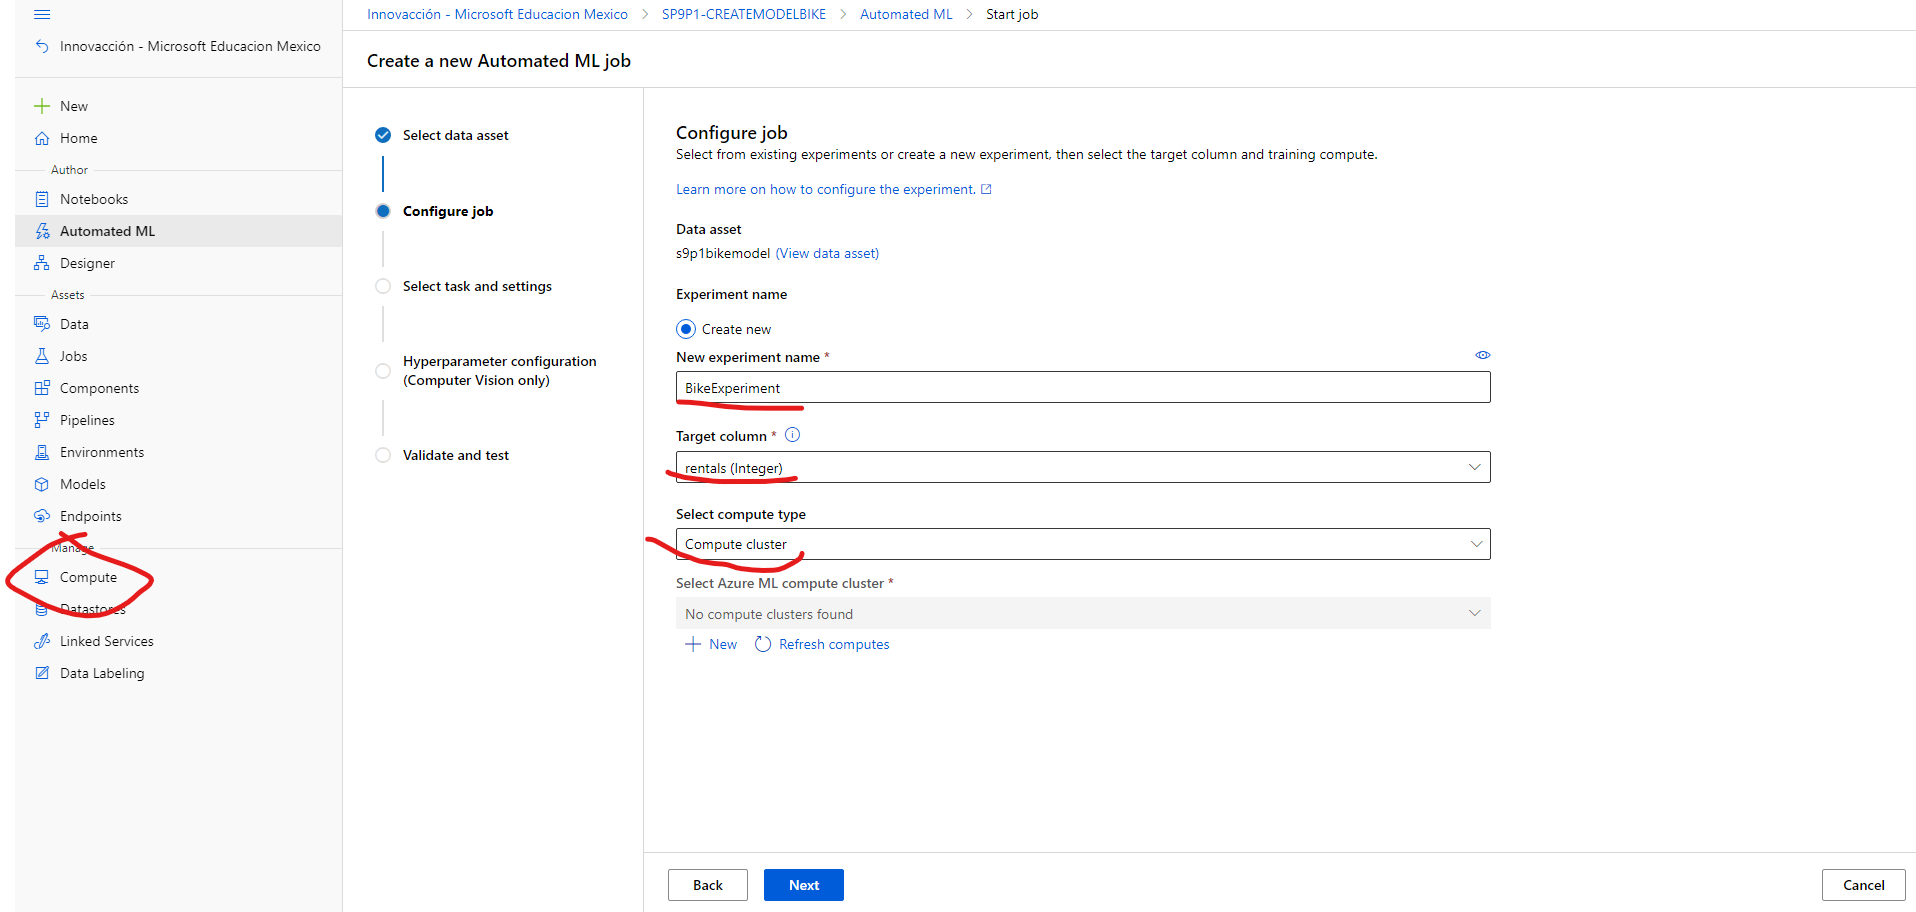 Innovacción - Microsoft Educacion Mexico
New
Home
Author
Notebooks
Automated ML
Designer
Assets
Data
Jobs
Components
Pipelines
Environments
Models
Endpoints
Manage
Compute
Datastores
Linked Services
Data Labeling
Innovacción - Microsoft Educacion Mexico > SP9P1-CREATEMODELBIKE > Automated ML > Start job
Create a new Automated ML job
Select data asset
Configure job
Select task and settings
Hyperparameter configuration
(Computer Vision only)
Validate and test
Configure job
Select from existing experiments or create a new experiment, then select the target column and training compute.
Learn more on how to configure the experiment.
Data asset
s9p1bikemodel (View data asset)
Experiment name
Create new
New experiment name *
BikeExperiment
Target column *
rentals (Integer)
Select compute type
Compute cluster
Select Azure ML compute cluster *
No compute clusters found
New Refresh computes
Back Next Cancel